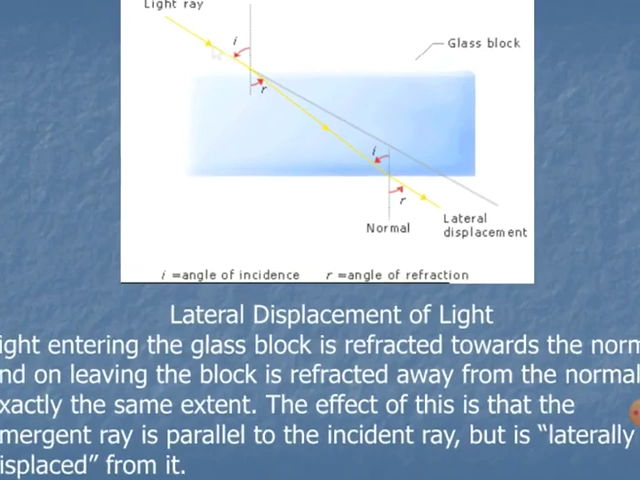 Light ray
i
Glass block
r
i
r
Normal
Lateral
displacement
i =angle of incidence r =angle of refraction
Lateral Displacement of Light
ight entering the glass block is refracted towards the norm
nd on leaving the block is refracted away from the normal
xactly the same extent. The effect of this is that the
mergent ray is parallel to the incident ray, but is “laterally
isplaced” from it.